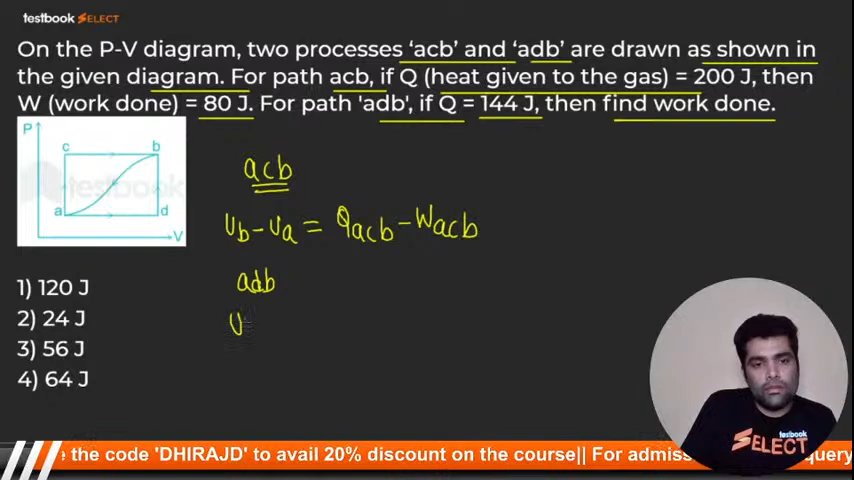 testbook SELECT
On the P-V diagram, two processes ‘acb’ and ‘adb’ are drawn as shown in
the given diagram. For path acb, if Q (heat given to the gas) = 200 J, then
W (work done) = 80 J. For path 'adb', if Q = 144 J, then find work done.
P
c b
testbook
a d
V
acb
Ub-Ua = Qacb-Wacb
adb
U
1) 120 J
2) 24 J
3) 56 J
4) 64 J
testbook
SELECT
e the code 'DHIRAJD' to avail 20% discount on the course|| For admiss query